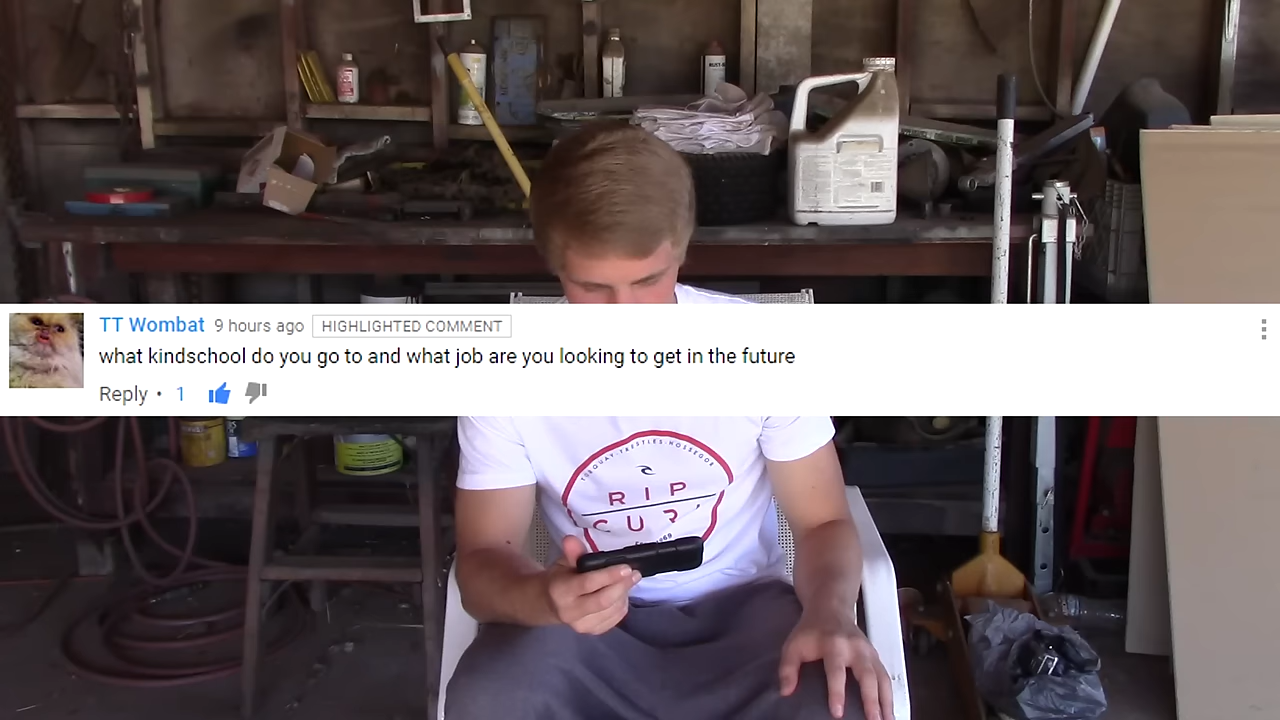 TT Wombat 9 hours ago HIGHLIGHTED COMMENT
what kindschool do you go to and what job are you looking to get in the future
Reply • 1
RIP
CURL